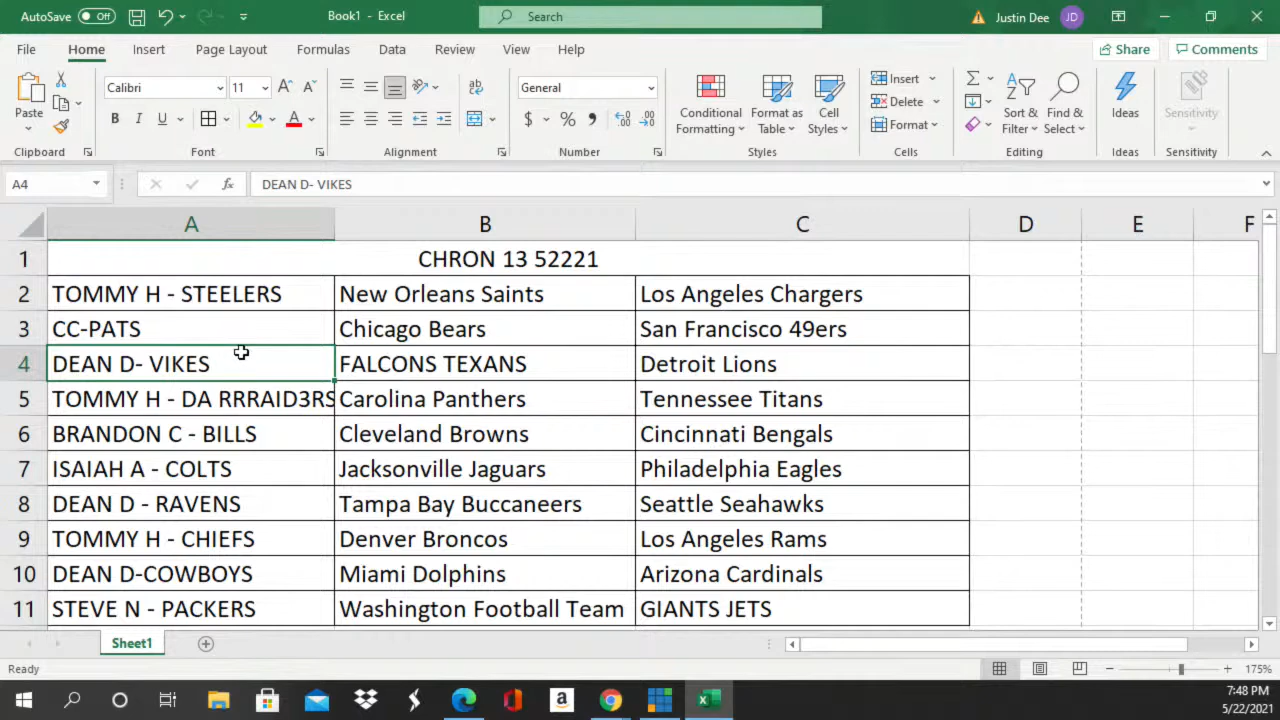 AutoSave Off Book1 - Excel Search Justin Dee JD
File Home Insert Page Layout Formulas Data Review View Help Share Comments
Paste
Clipboard
Calibri 11
B I U
Font
Alignment
General
$ % 9
Number
Conditional Formatting
Format as Table
Cell Styles
Styles
Insert
Delete
Format
Cells
Sort & Filter
Find & Select
Editing
Ideas
Ideas
Sensitivity
Sensitivity
A4 fx DEAN D- VIKES
A B C D E F
1 CHRON 13 52221
2 TOMMY H - STEELERS New Orleans Saints Los Angeles Chargers
3 CC-PATS Chicago Bears San Francisco 49ers
4 DEAN D- VIKES FALCONS TEXANS Detroit Lions
5 TOMMY H - DA RRRAID3RS Carolina Panthers Tennessee Titans
6 BRANDON C - BILLS Cleveland Browns Cincinnati Bengals
7 ISAIAH A - COLTS Jacksonville Jaguars Philadelphia Eagles
8 DEAN D - RAVENS Tampa Bay Buccaneers Seattle Seahawks
9 TOMMY H - CHIEFS Denver Broncos Los Angeles Rams
10 DEAN D-COWBOYS Miami Dolphins Arizona Cardinals
11 STEVE N - PACKERS Washington Football Team GIANTS JETS
Sheet1
Ready 175%
7:48 PM
5/22/2021